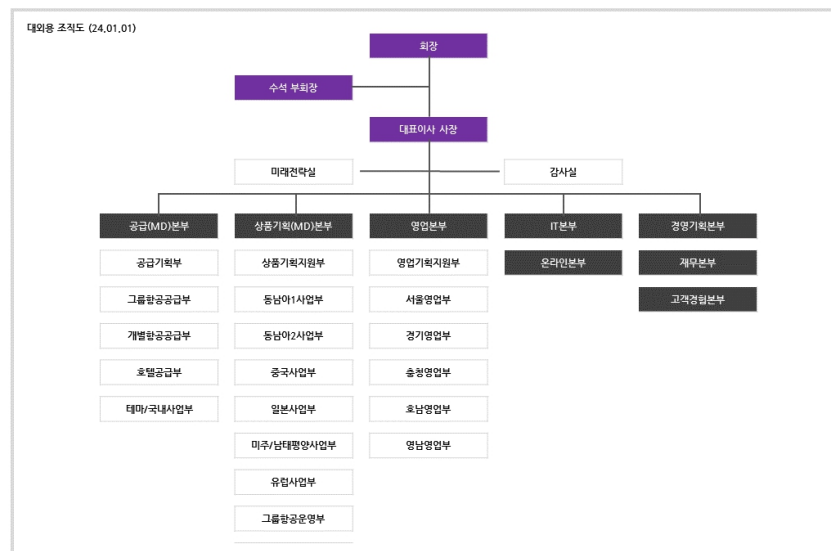 대외용 조직도 (24.01.01)
회장
수석 부회장
대표이사 사장
미래전략실
감사실
공급(MD)본부
공급기획부
그룹항공공급부
개별항공공급부
호텔공급부
테마/국내사업부
상품기획(MD)본부
상품기획지원부
동남아1사업부
동남아2사업부
중국사업부
일본사업부
미주/남태평양사업부
유럽사업부
그룹항공운영부
영업본부
영업기획지원부
서울영업부
경기영업부
충청영업부
호남영업부
영남영업부
IT본부
온라인본부
경영기획본부
재무본부
고객경험본부